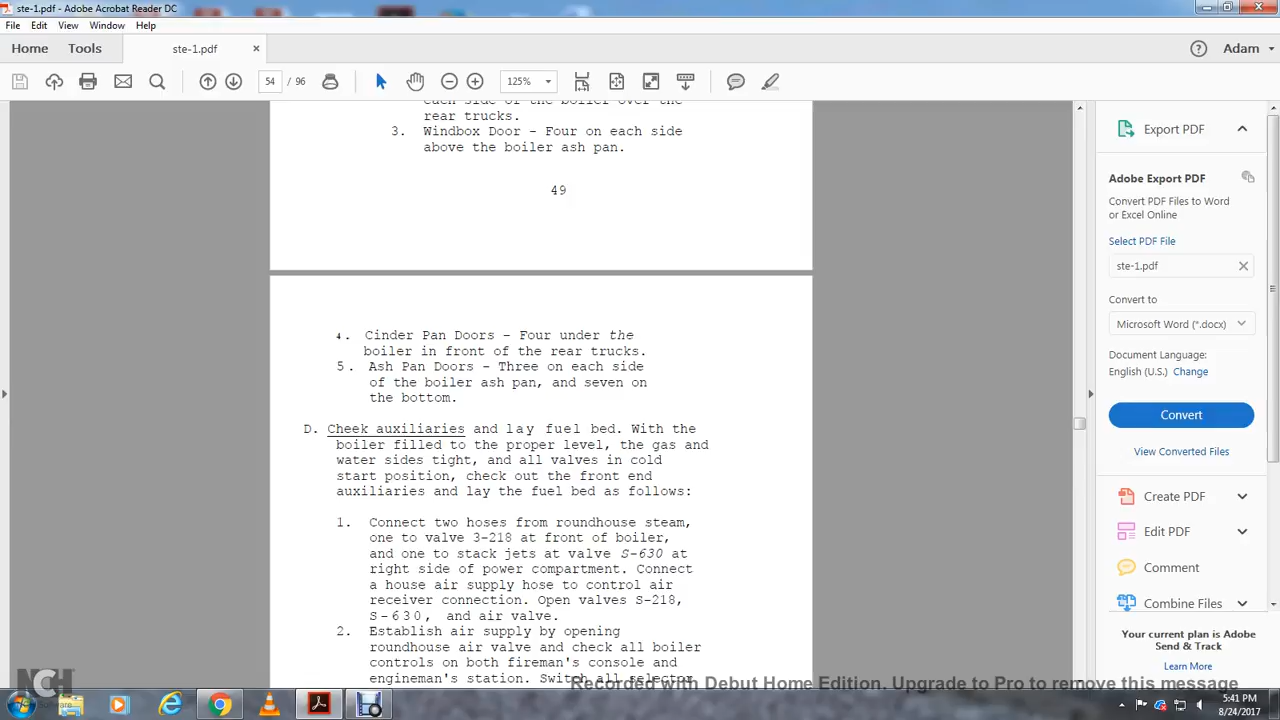 ste-1.pdf - Adobe Acrobat Reader DC
File Edit View Window Help
Home Tools ste-1.pdf × Adam
54 / 96 125%
each side of the boiler over the
rear trucks.
3. Windbox Door - Four on each side
above the boiler ash pan.
49
4. Cinder Pan Doors - Four under the
boiler in front of the rear trucks.
5. Ash Pan Doors - Three on each side
of the boiler ash pan, and seven on
the bottom.
D. Cheek auxiliaries and lay fuel bed. With the
boiler filled to the proper level, the gas and
water sides tight, and all valves in cold
start position, check out the front end
auxiliaries and lay the fuel bed as follows:
1. Connect two hoses from roundhouse steam,
one to valve 3-218 at front of boiler,
and one to stack jets at valve S-630 at
right side of power compartment. Connect
a house air supply hose to control air
receiver connection. Open valves S-218,
S-630, and air valve.
2. Establish air supply by opening
roundhouse air valve and check all boiler
controls on both fireman's console and
engineman's station. Switch all selector
Export PDF
Adobe Export PDF
Convert PDF Files to Word
or Excel Online
Select PDF File
ste-1.pdf
Convert to
Microsoft Word (*.docx)
Document Language:
English (U.S.) Change
Convert
View Converted Files
Create PDF
Edit PDF
Comment
Combine Files
Your current plan is Adobe
Send & Track
Learn More
NCH Software
Recorded with Debut Home Edition. Upgrade to Pro to remove this message
5:41 PM
8/24/2017